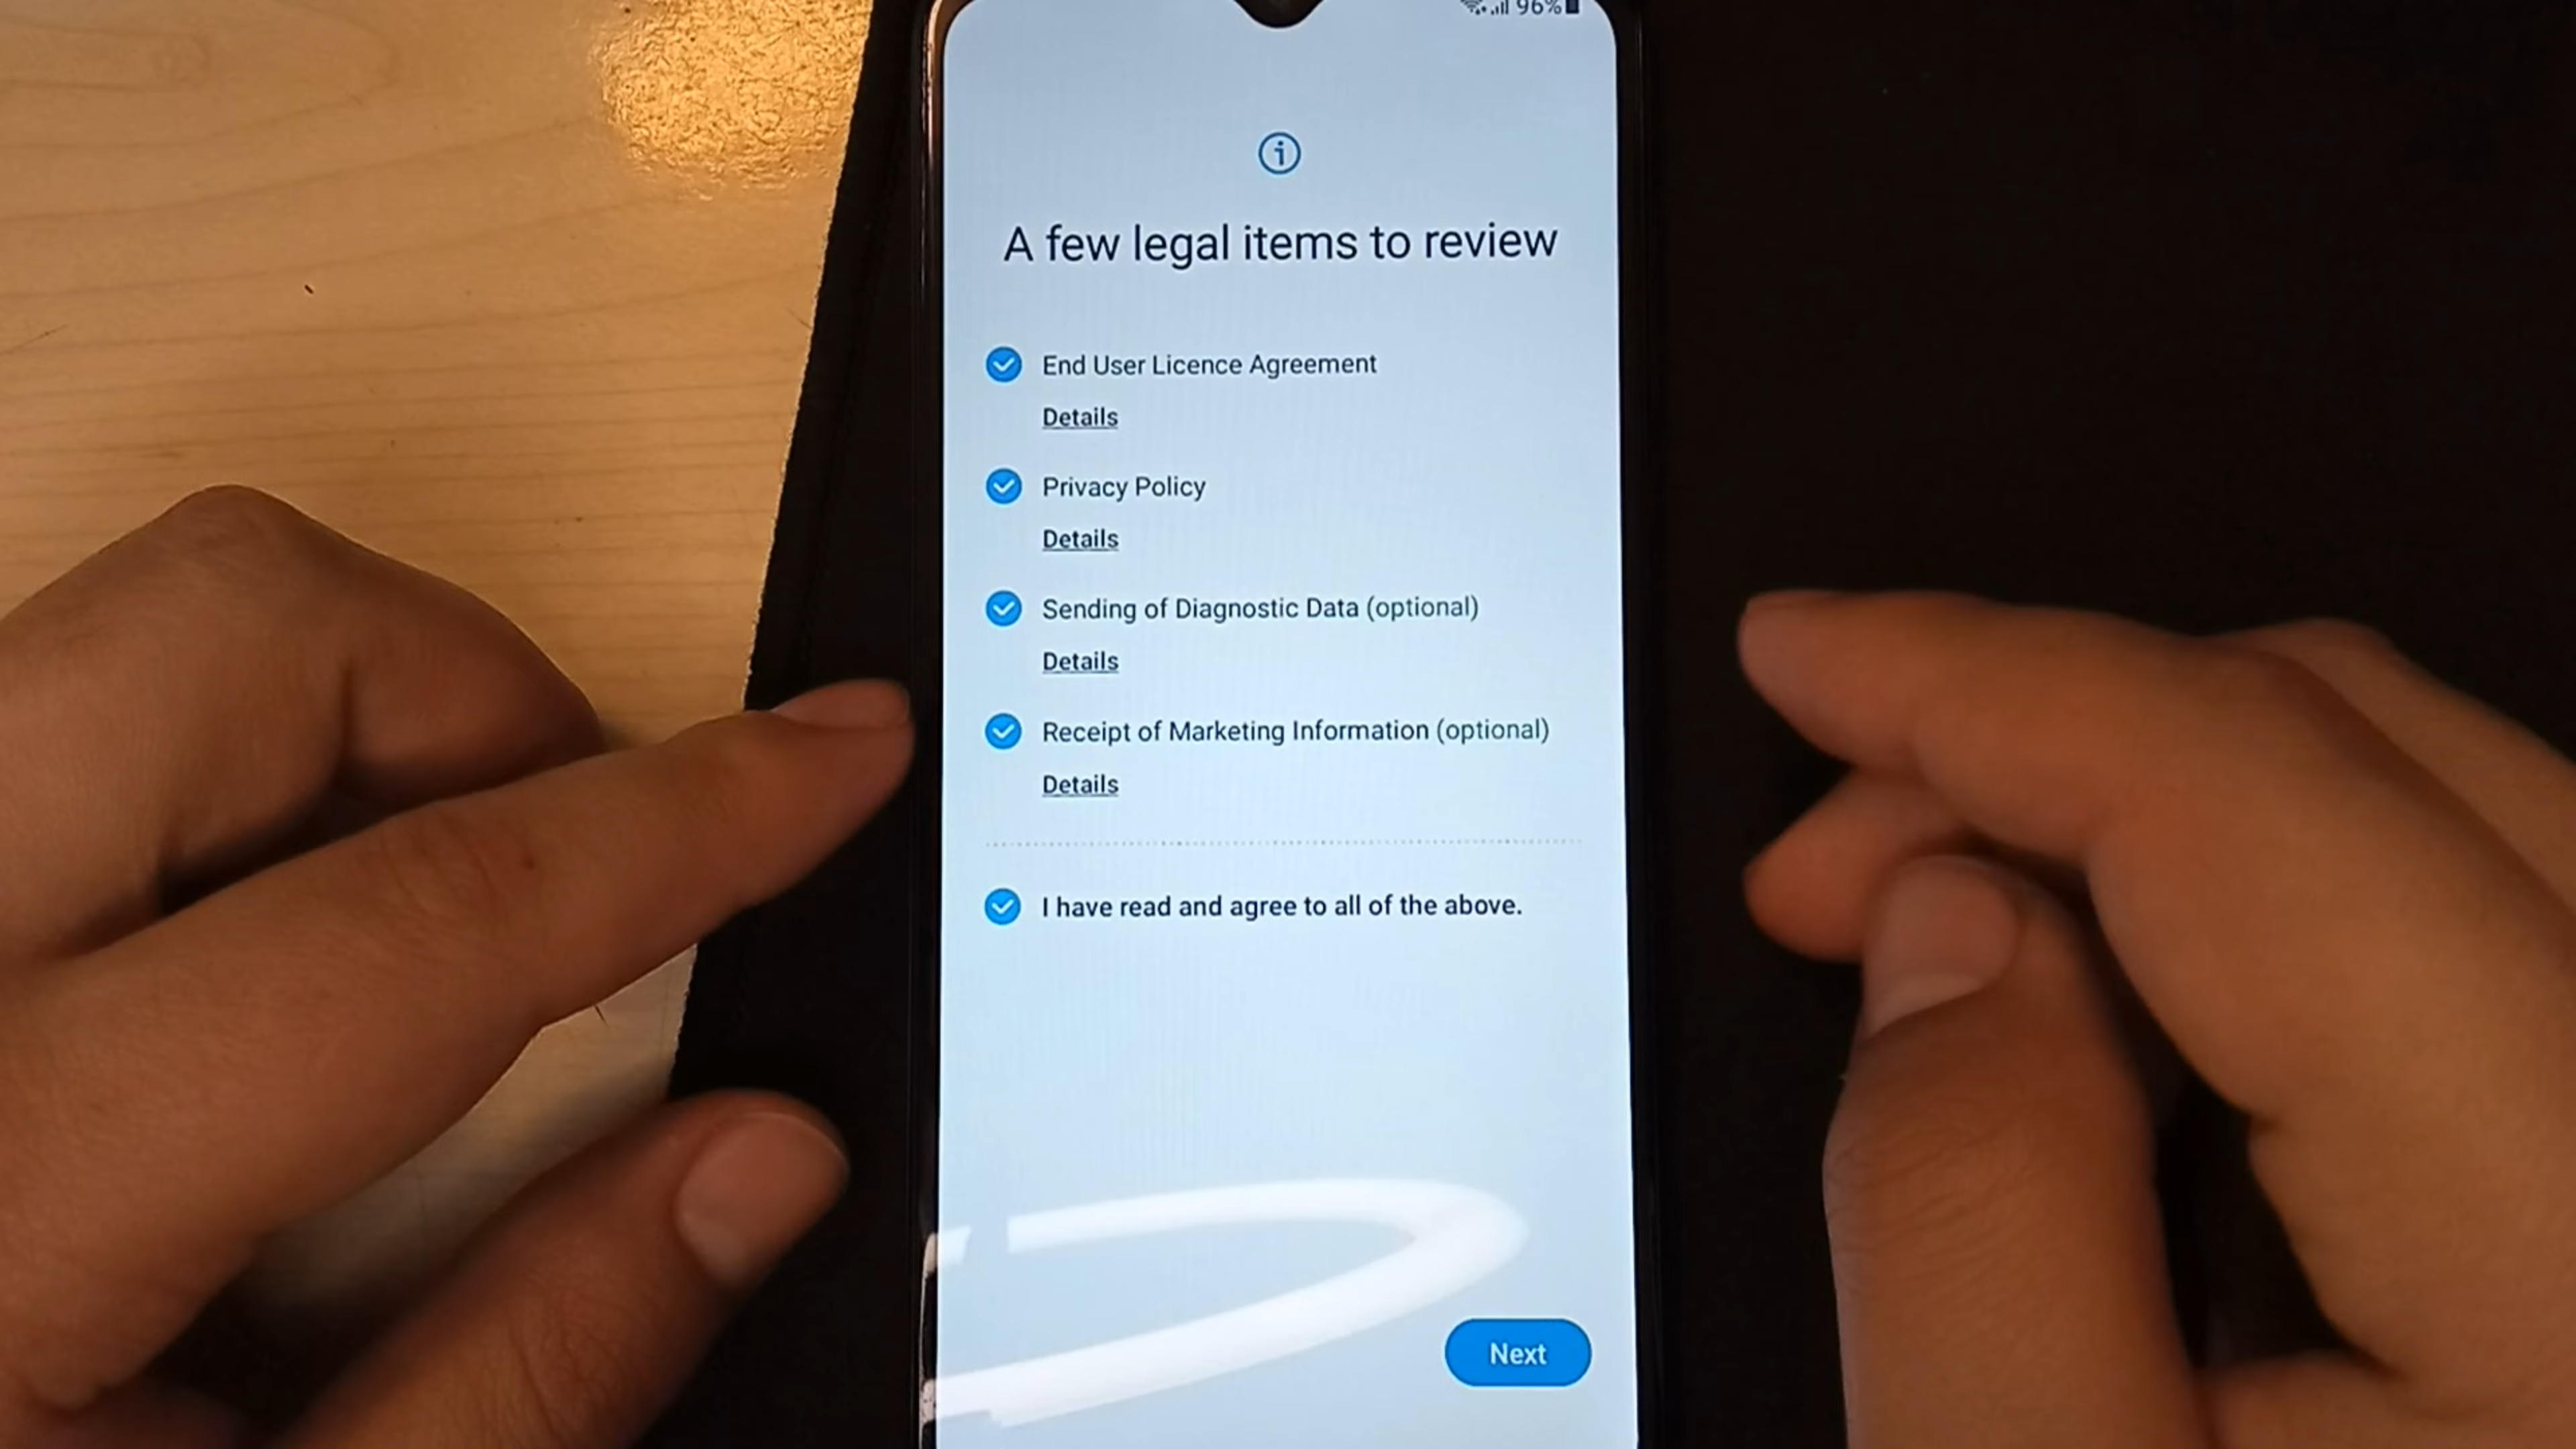 96%
A few legal items to review
End User Licence Agreement
Details
Privacy Policy
Details
Sending of Diagnostic Data (optional)
Details
Receipt of Marketing Information (optional)
Details
I have read and agree to all of the above.
Next